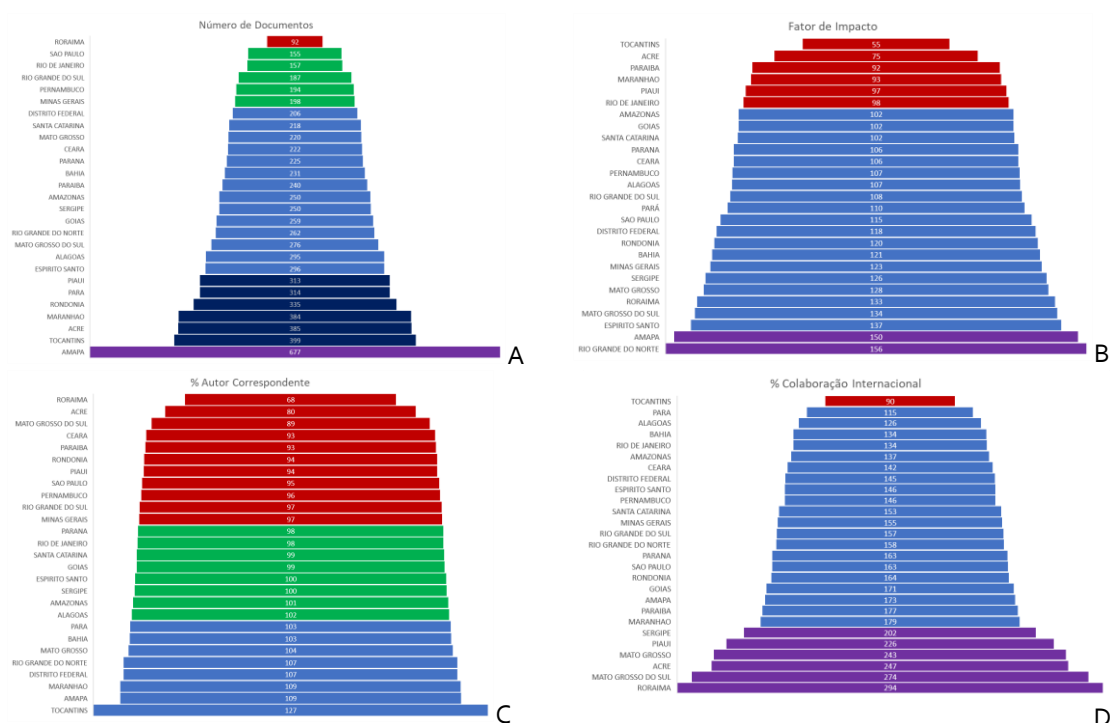 Número de Documentos
RORAIMA 92
SAO PAULO 155
RIO DE JANEIRO 157
RIO GRANDE DO SUL 187
PERNAMBUCO 194
MINAS GERAIS 198
DISTRITO FEDERAL 206
SANTA CATARINA 218
MATO GROSSO 220
CEARA 222
PARANA 225
BAHIA 231
PARAIBA 240
AMAZONAS 250
SERGIPE 250
GOIAS 259
RIO GRANDE DO NORTE 262
MATO GROSSO DO SUL 276
ALAGOAS 295
ESPIRITO SANTO 296
PIAUI 313
PARA 314
RONDONIA 335
MARANHAO 384
ACRE 385
TOCANTINS 399
AMAPA 677
A
Fator de Impacto
TOCANTINS 55
ACRE 75
PARAIBA 92
MARANHAO 93
PIAUI 97
RIO DE JANEIRO 98
AMAZONAS 102
GOIAS 102
SANTA CATARINA 102
PARANA 106
CEARA 106
PERNAMBUCO 107
ALAGOAS 107
RIO GRANDE DO SUL 108
PARÁ 110
SAO PAULO 115
DISTRITO FEDERAL 118
RONDONIA 120
BAHIA 121
MINAS GERAIS 123
SERGIPE 126
MATO GROSSO 128
RORAIMA 133
MATO GROSSO DO SUL 134
ESPIRITO SANTO 137
AMAPA 150
RIO GRANDE DO NORTE 156
B
% Autor Correspondente
RORAIMA 68
ACRE 80
MATO GROSSO DO SUL 89
CEARA 93
PARAIBA 93
RONDONIA 94
PIAUI 94
SAO PAULO 95
PERNAMBUCO 96
RIO GRANDE DO SUL 97
MINAS GERAIS 97
PARANA 98
RIO DE JANEIRO 98
SANTA CATARINA 99
GOIAS 99
ESPIRITO SANTO 100
SERGIPE 100
AMAZONAS 101
ALAGOAS 102
PARA 103
BAHIA 103
MATO GROSSO 104
RIO GRANDE DO NORTE 107
DISTRITO FEDERAL 107
MARANHAO 109
AMAPA 109
TOCANTINS 127
C
% Colaboração Internacional
TOCANTINS 90
PARA 115
ALAGOAS 126
BAHIA 134
RIO DE JANEIRO 134
AMAZONAS 137
CEARA 142
DISTRITO FEDERAL 145
ESPIRITO SANTO 146
PERNAMBUCO 146
SANTA CATARINA 153
MINAS GERAIS 155
RIO GRANDE DO SUL 157
RIO GRANDE DO NORTE 158
PARANA 163
SAO PAULO 163
RONDONIA 164
GOIAS 171
AMAPA 173
PARAIBA 177
MARANHAO 179
SERGIPE 202
PIAUI 226
MATO GROSSO 243
ACRE 247
MATO GROSSO DO SUL 274
RORAIMA 294
D